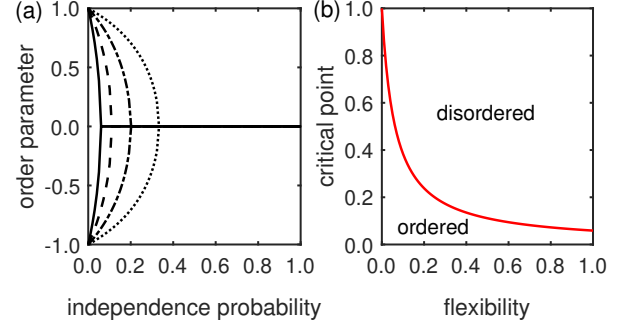 (a)
1.0
0.5
0.0
-0.5
-1.0
order parameter
0.0 0.2 0.4 0.6 0.8 1.0
independence probability
(b)
1.0
0.8
0.6
0.4
0.2
0.0
critical point
disordered
ordered
0.0 0.2 0.4 0.6 0.8 1.0
flexibility